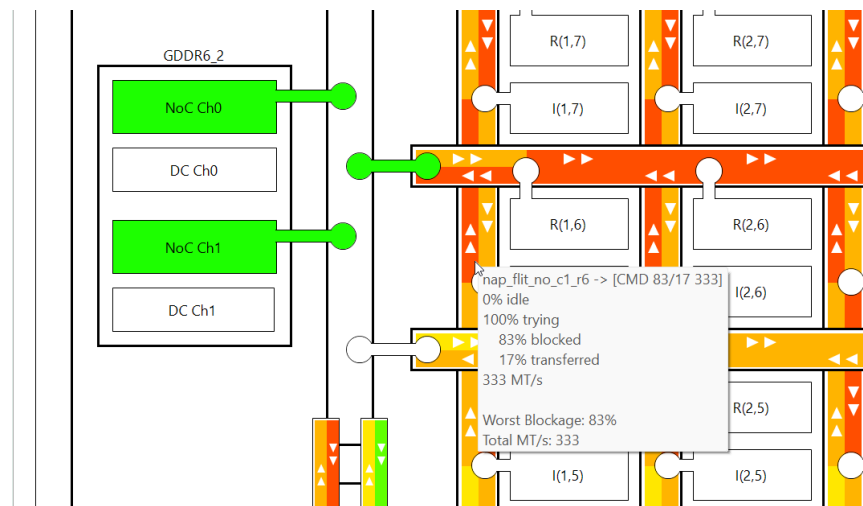 GDDR6_2
NoC Ch0
DC Ch0
NoC Ch1
DC Ch1
R(1,7)
R(2,7)
I(1,7)
I(2,7)
R(1,6)
R(2,6)
I(2,6)
nap_flit_no_c1_r6 -> [CMD 83/17 333]
0% idle
100% trying
83% blocked
17% transferred
333 MT/s
Worst Blockage: 83%
Total MT/s: 333
R(2,5)
I(1,5)
I(2,5)